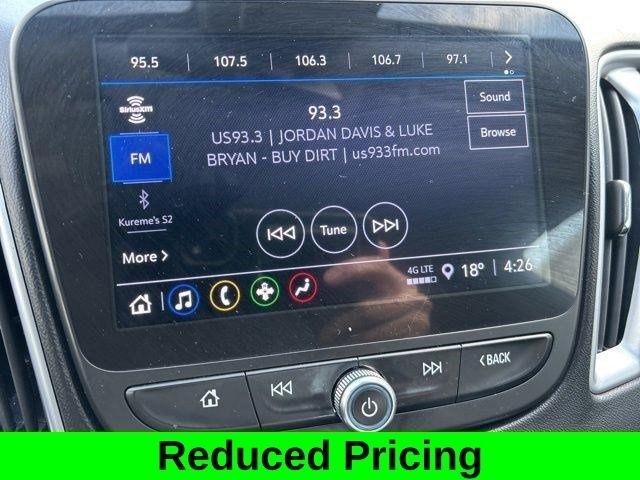 95.5 107.5 106.3 106.7 97.1
SiriusXM
93.3
Sound
US93.3 | JORDAN DAVIS & LUKE
BRYAN - BUY DIRT | us933fm.com
Browse
FM
Kureme's S2
Tune
More
4G LTE 18° 4:26
BACK
Reduced Pricing